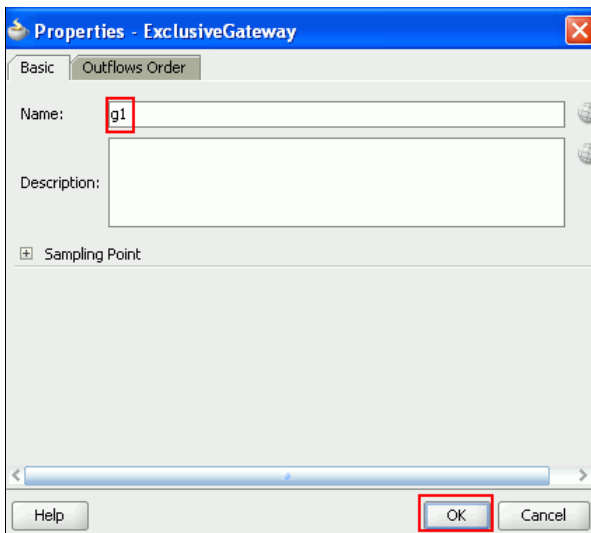 Properties - ExclusiveGateway
Basic Outflows Order
Name: g1
Description:
Sampling Point
Help OK Cancel